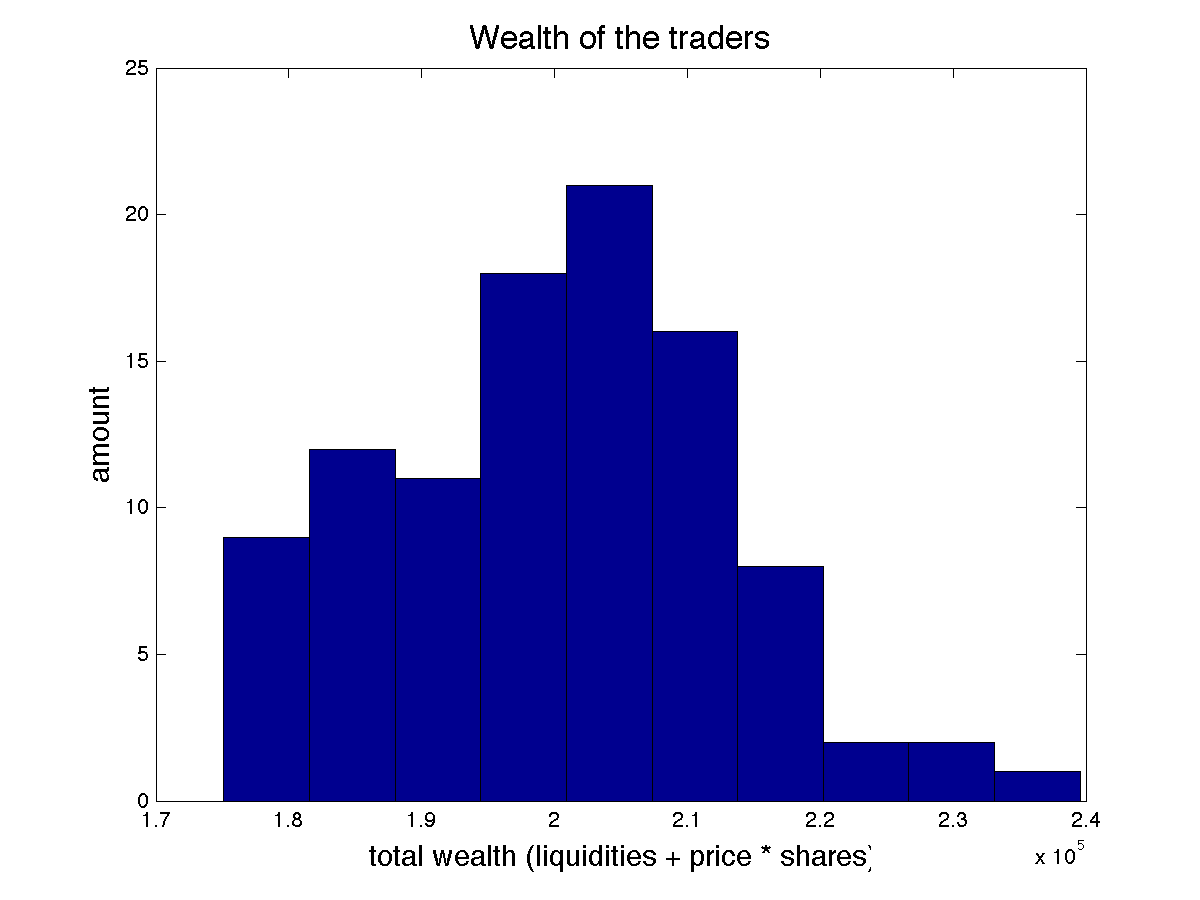 Wealth of the traders
25
20
15
10
5
0
amount
1.7 1.8 1.9 2 2.1 2.2 2.3 2.4
x 10^5
total wealth (liquidities + price * shares)